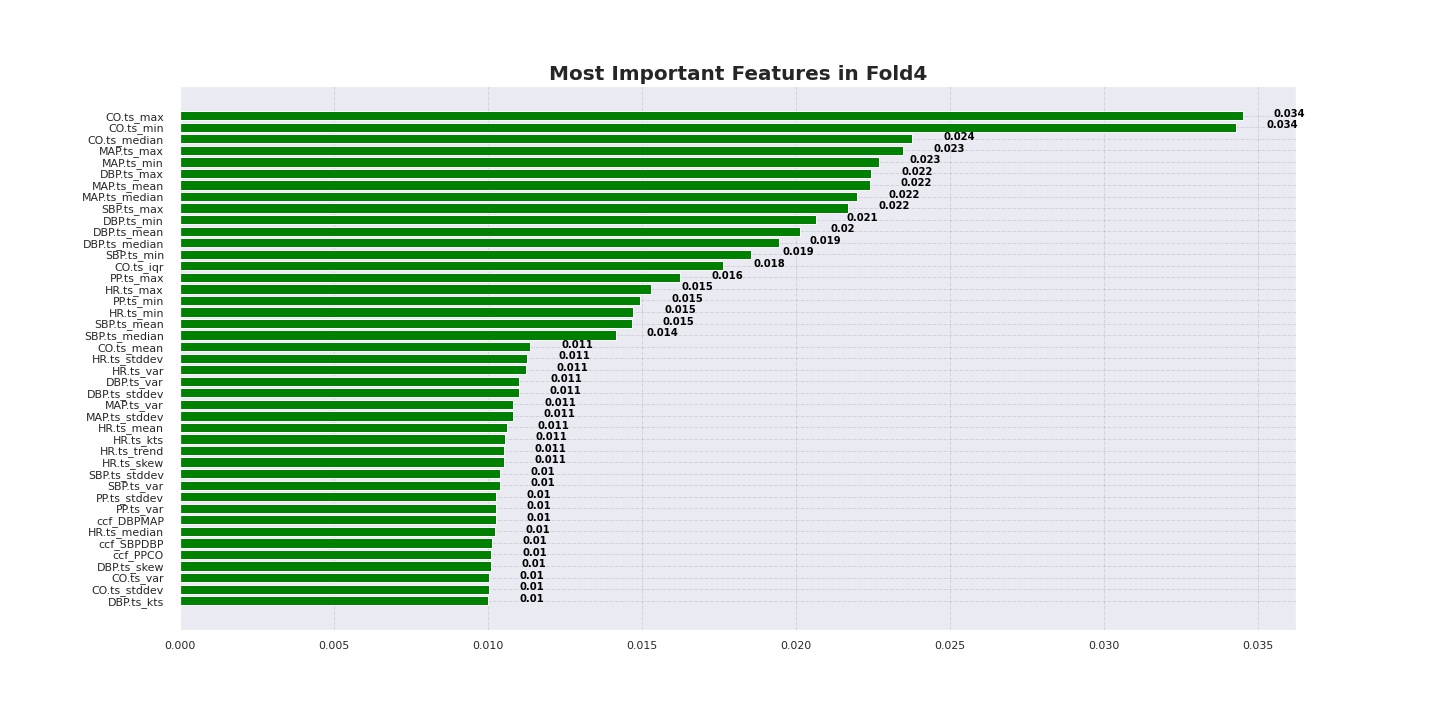 Most Important Features in Fold4
CO.ts_max 0.034
CO.ts_min 0.034
CO.ts_median 0.024
MAP.ts_max 0.023
MAP.ts_min 0.023
DBP.ts_max 0.022
MAP.ts_mean 0.022
MAP.ts_median 0.022
SBP.ts_max 0.022
DBP.ts_min 0.021
DBP.ts_mean 0.02
DBP.ts_median 0.019
SBP.ts_min 0.019
CO.ts_iqr 0.018
PP.ts_max 0.016
HR.ts_max 0.015
PP.ts_min 0.015
HR.ts_min 0.015
SBP.ts_mean 0.015
SBP.ts_median 0.014
CO.ts_mean 0.011
HR.ts_stddev 0.011
HR.ts_var 0.011
DBP.ts_var 0.011
DBP.ts_stddev 0.011
MAP.ts_var 0.011
MAP.ts_stddev 0.011
HR.ts_mean 0.011
HR.ts_kts 0.011
HR.ts_trend 0.011
HR.ts_skew 0.011
SBP.ts_stddev 0.01
SBP.ts_var 0.01
PP.ts_stddev 0.01
PP.ts_var 0.01
ccf_DBPMAP 0.01
HR.ts_median 0.01
ccf_SBPDBP 0.01
ccf_PPCO 0.01
DBP.ts_skew 0.01
CO.ts_var 0.01
CO.ts_stddev 0.01
DBP.ts_kts 0.01
0.000 0.005 0.010 0.015 0.020 0.025 0.030 0.035